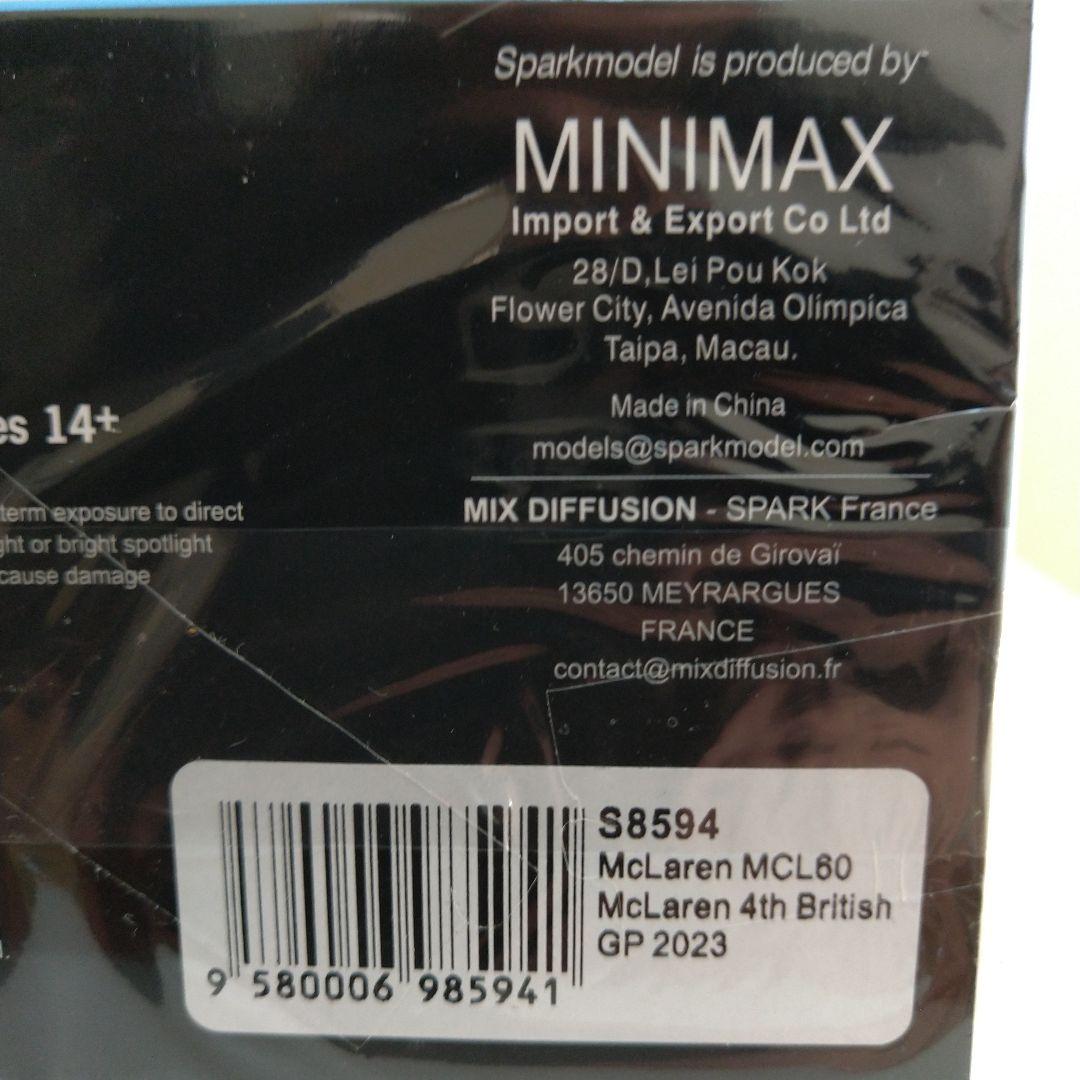 Sparkmodel is produced by
MINIMAX
Import & Export Co Ltd
28/D,Lei Pou Kok
Flower City, Avenida Olímpica
Taipa, Macau.
Made in China
models@sparkmodel.com
MIX DIFFUSION - SPARK France
405 chemin de Girovaï
13650 MEYRARGUES
FRANCE
contact@mixdiffusion.fr
14+
term exposure to direct
or bright spotlight
cause damage
S8594
McLaren MCL60
McLaren 4th British
GP 2023
9 580006 985941